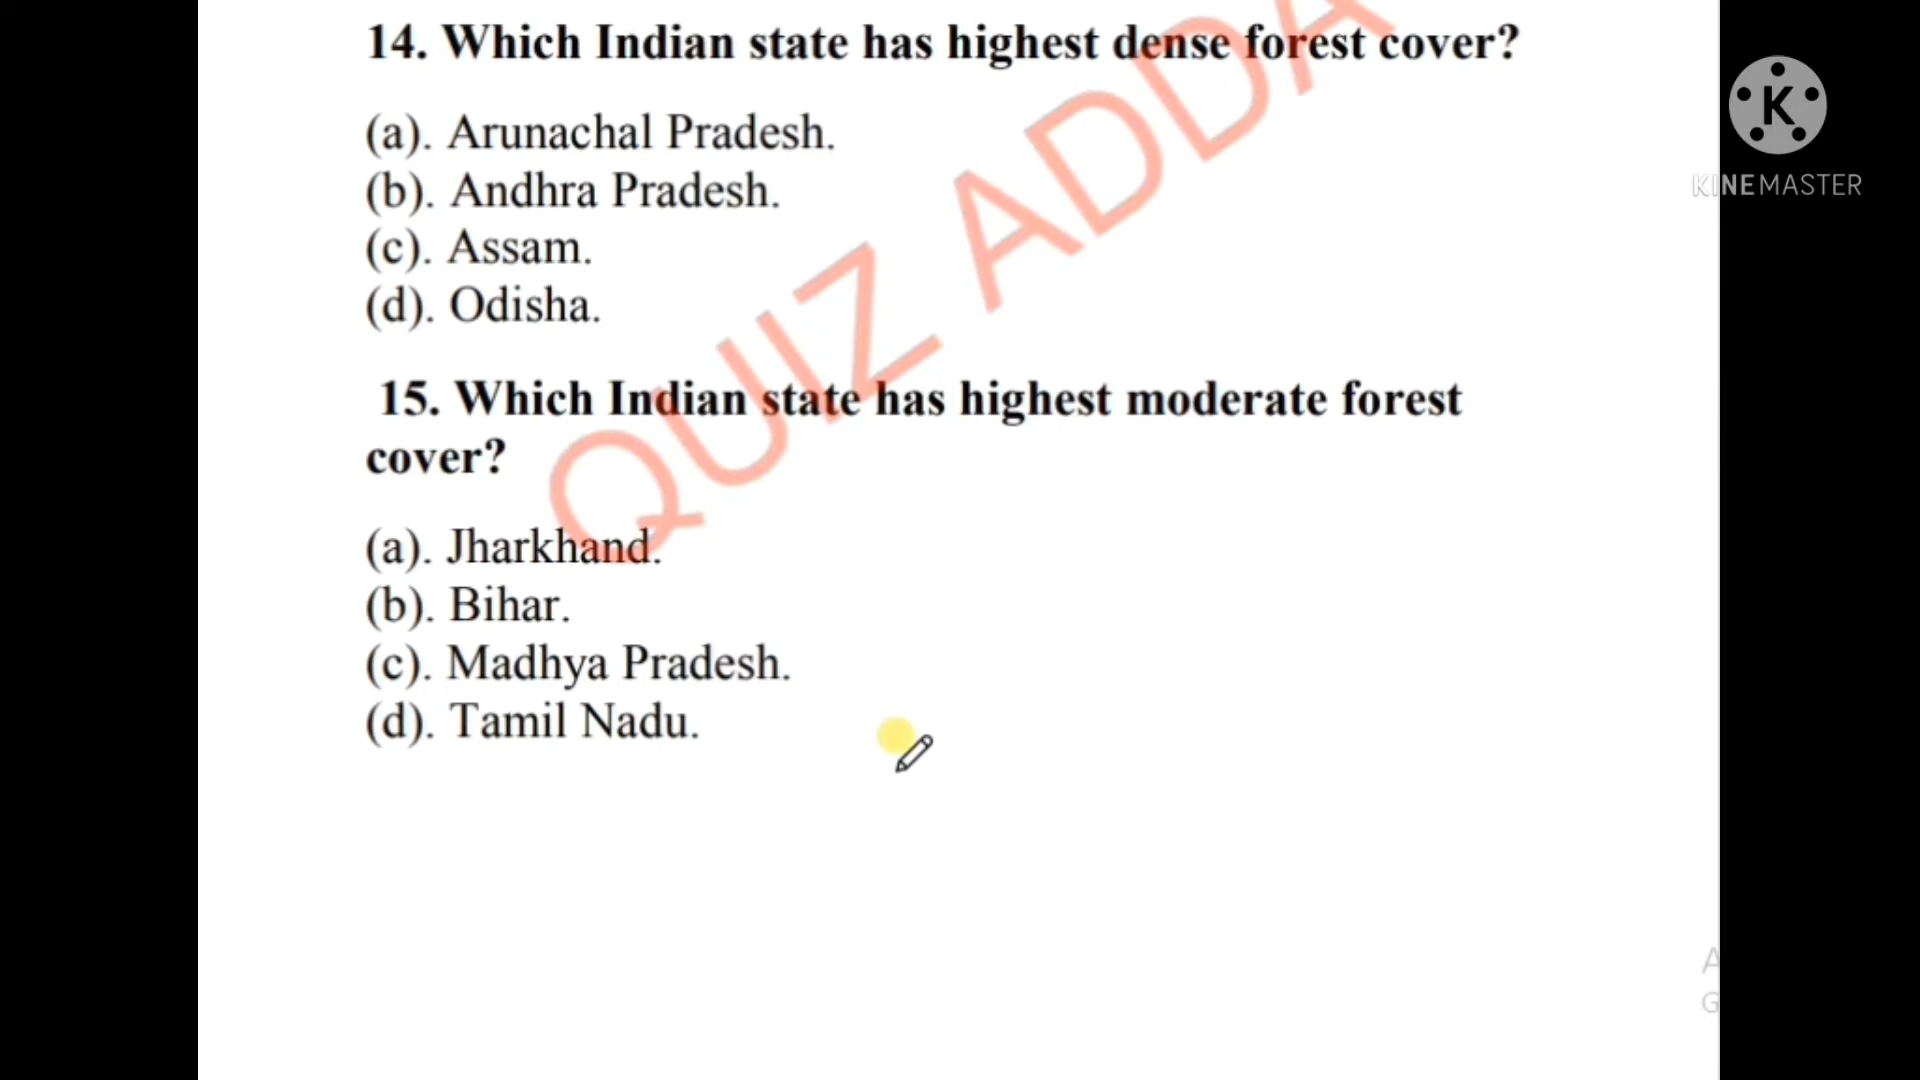 14. Which Indian state has highest dense forest cover?
(a). Arunachal Pradesh.
(b). Andhra Pradesh.
(c). Assam.
(d). Odisha.
15. Which Indian state has highest moderate forest
cover?
(a). Jharkhand.
(b). Bihar.
(c). Madhya Pradesh.
(d). Tamil Nadu.
QUIZ ADDA
K
KINEMASTER
A
G